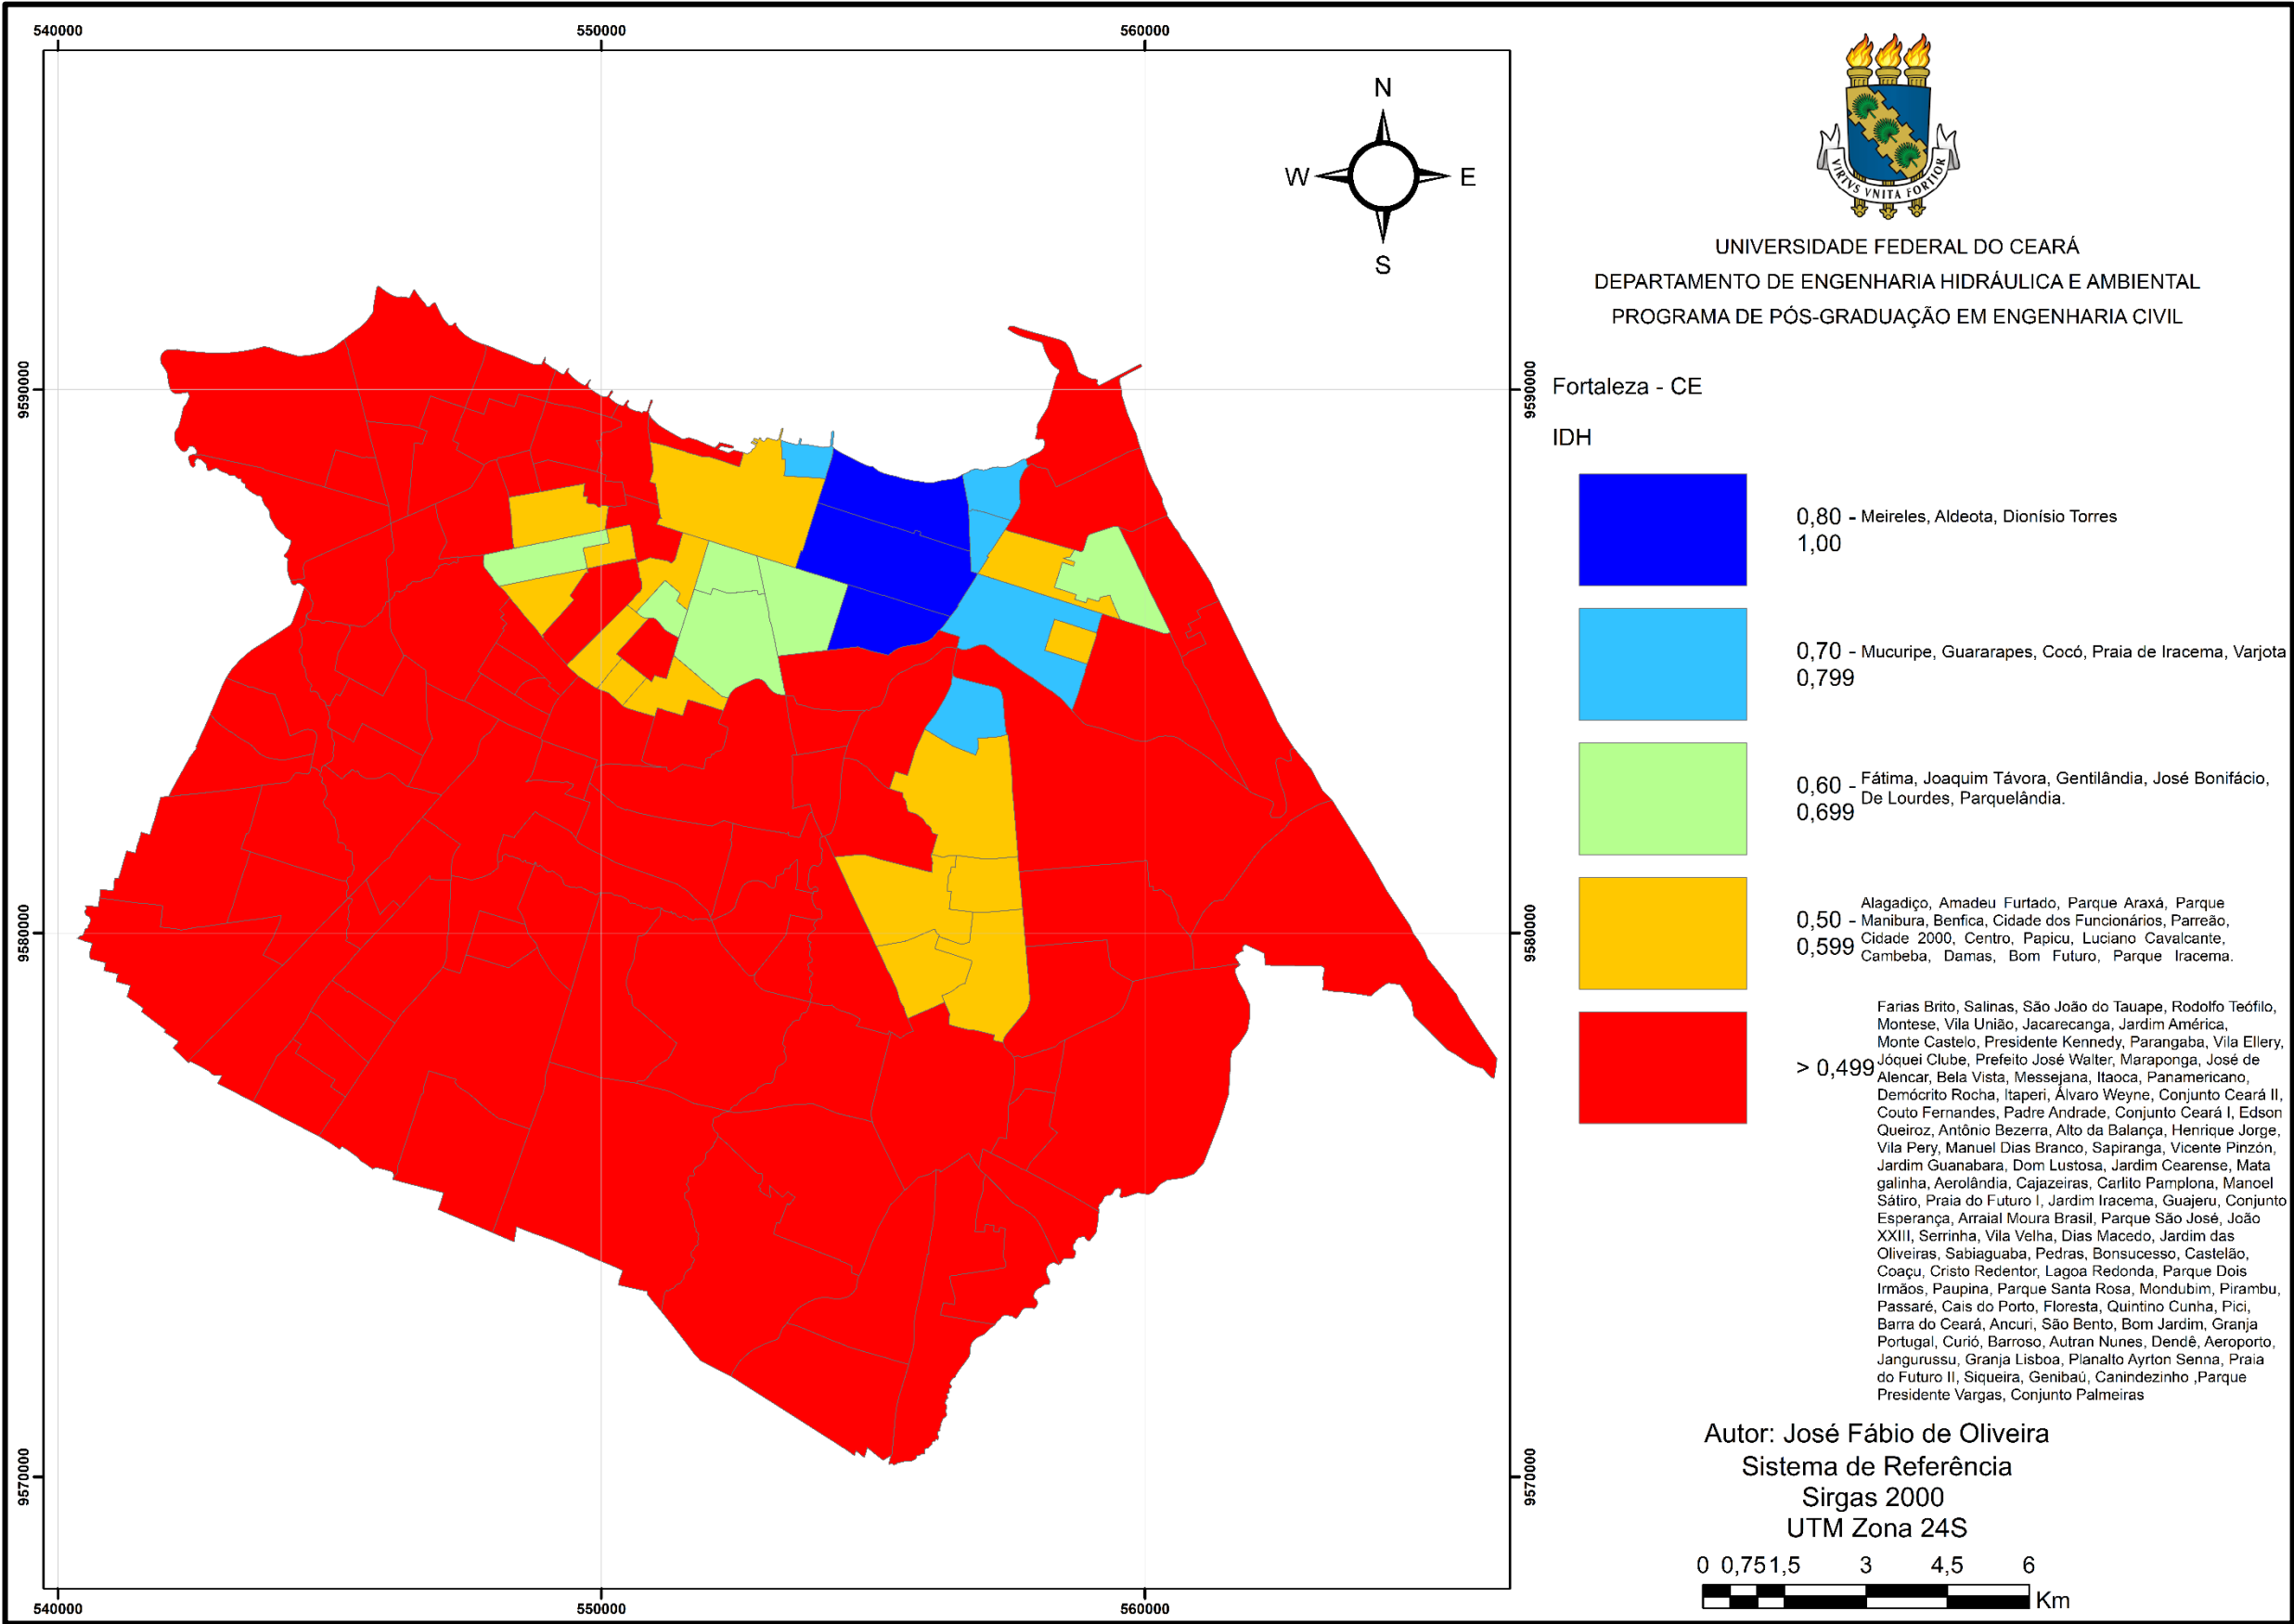 540000
550000
560000
N
W
E
S
9590000
9590000
9580000
9580000
9570000
9570000
540000
550000
560000
VIRTVS VNITA FORTIOR
UNIVERSIDADE FEDERAL DO CEARÁ
DEPARTAMENTO DE ENGENHARIA HIDRÁULICA E AMBIENTAL
PROGRAMA DE PÓS-GRADUAÇÃO EM ENGENHARIA CIVIL
Fortaleza - CE
IDH
0,80 - Meireles, Aldeota, Dionísio Torres
1,00
0,70 - Mucuripe, Guararapes, Cocó, Praia de Iracema, Varjota
0,799
0,60 -
0,699
Fátima, Joaquim Távora, Gentilândia, José Bonifácio,
De Lourdes, Parquelândia.
0,50 -
0,599
Alagadiço, Amadeu Furtado, Parque Araxá, Parque
Manibura, Benfica, Cidade dos Funcionários, Parreão,
Cidade 2000, Centro, Papicu, Luciano Cavalcante,
Cambeba, Damas, Bom Futuro, Parque Iracema.
> 0,499
Farias Brito, Salinas, São João do Tauape, Rodolfo Teófilo,
Montese, Vila União, Jacarecanga, Jardim América,
Monte Castelo, Presidente Kennedy, Parangaba, Vila Ellery,
Jóquei Clube, Prefeito José Walter, Maraponga, José de
Alencar, Bela Vista, Messejana, Itaoca, Panamericano,
Demócrito Rocha, Itaperi, Álvaro Weyne, Conjunto Ceará II,
Couto Fernandes, Padre Andrade, Conjunto Ceará I, Edson
Queiroz, Antônio Bezerra, Alto da Balança, Henrique Jorge,
Vila Pery, Manuel Dias Branco, Sapiranga, Vicente Pinzón,
Jardim Guanabara, Dom Lustosa, Jardim Cearense, Mata
galinha, Aerolândia, Cajazeiras, Carlito Pamplona, Manoel
Sátiro, Praia do Futuro I, Jardim Iracema, Guajeru, Conjunto
Esperança, Arraial Moura Brasil, Parque São José, João
XXIII, Serrinha, Vila Velha, Dias Macedo, Jardim das
Oliveiras, Sabiaguaba, Pedras, Bonsucesso, Castelão,
Coaçu, Cristo Redentor, Lagoa Redonda, Parque Dois
Irmãos, Paupina, Parque Santa Rosa, Mondubim, Pirambu,
Passaré, Cais do Porto, Floresta, Quintino Cunha, Pici,
Barra do Ceará, Ancuri, São Bento, Bom Jardim, Granja
Portugal, Curió, Barroso, Autran Nunes, Dendê, Aeroporto,
Jangurussu, Granja Lisboa, Planalto Ayrton Senna, Praia
do Futuro II, Siqueira, Genibaú, Canindezinho ,Parque
Presidente Vargas, Conjunto Palmeiras
Autor: José Fábio de Oliveira
Sistema de Referência
Sirgas 2000
UTM Zona 24S
0 0,75 1,5 3 4,5 6
Km